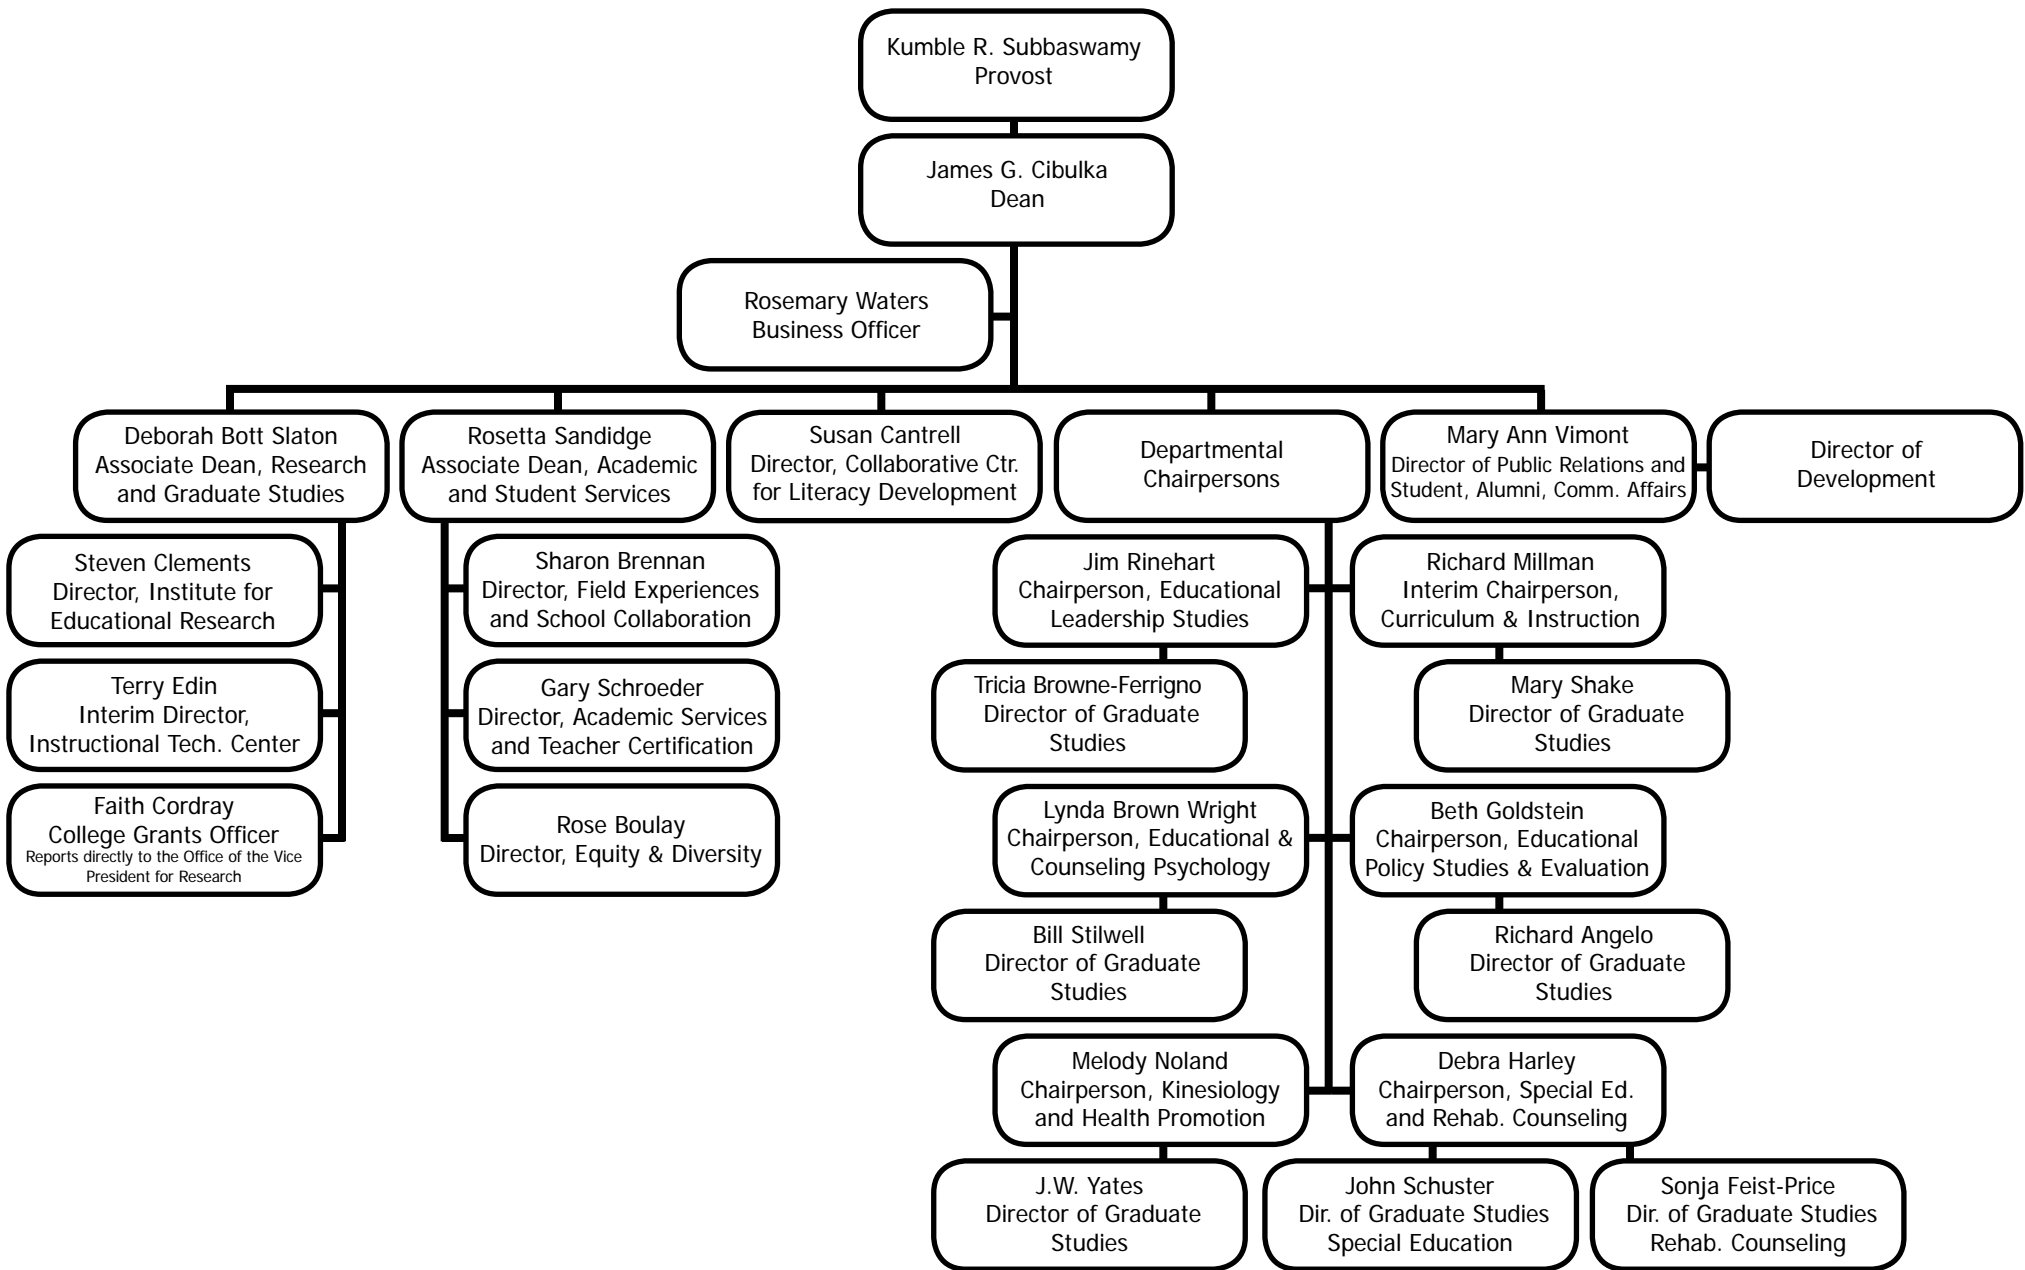 Kumble R. Subbaswamy
Provost
James G. Cibulka
Dean
Rosemary Waters
Business Officer
Deborah Bott Slaton
Associate Dean, Research
and Graduate Studies
Rosetta Sandidge
Associate Dean, Academic
and Student Services
Susan Cantrell
Director, Collaborative Ctr.
for Literacy Development
Departmental
Chairpersons
Mary Ann Vimont
Director of Public Relations and
Student, Alumni, Comm. Affairs
Director of
Development
Steven Clements
Director, Institute for
Educational Research
Terry Edin
Interim Director,
Instructional Tech. Center
Faith Cordray
College Grants Officer
Reports directly to the Office of the Vice
President for Research
Sharon Brennan
Director, Field Experiences
and School Collaboration
Gary Schroeder
Director, Academic Services
and Teacher Certification
Rose Boulay
Director, Equity & Diversity
Jim Rinehart
Chairperson, Educational
Leadership Studies
Richard Millman
Interim Chairperson,
Curriculum & Instruction
Tricia Browne-Ferrigno
Director of Graduate
Studies
Mary Shake
Director of Graduate
Studies
Lynda Brown Wright
Chairperson, Educational &
Counseling Psychology
Beth Goldstein
Chairperson, Educational
Policy Studies & Evaluation
Bill Stilwell
Director of Graduate
Studies
Richard Angelo
Director of Graduate
Studies
Melody Noland
Chairperson, Kinesiology
and Health Promotion
Debra Harley
Chairperson, Special Ed.
and Rehab. Counseling
J.W. Yates
Director of Graduate
Studies
John Schuster
Dir. of Graduate Studies
Special Education
Sonja Feist-Price
Dir. of Graduate Studies
Rehab. Counseling